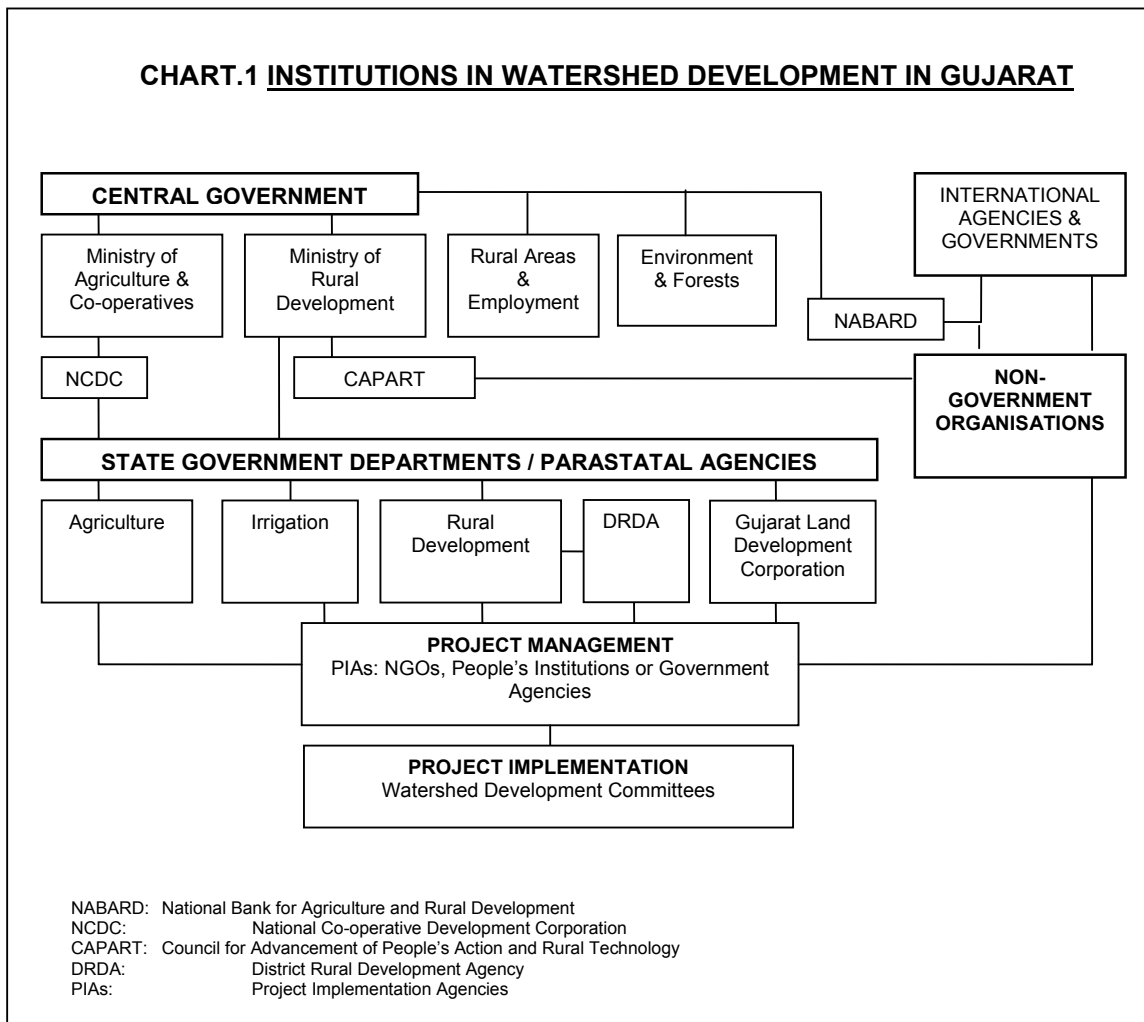 CHART.1 INSTITUTIONS IN WATERSHED DEVELOPMENT IN GUJARAT
CENTRAL GOVERNMENT
Ministry of
Agriculture &
Co-operatives
Ministry of
Rural
Development
Rural Areas
&
Employment
Environment
& Forests
INTERNATIONAL
AGENCIES &
GOVERNMENTS
NABARD
NCDC
CAPART
NON-
GOVERNMENT
ORGANISATIONS
STATE GOVERNMENT DEPARTMENTS / PARASTATAL AGENCIES
Agriculture
Irrigation
Rural
Development
DRDA
Gujarat Land
Development
Corporation
PROJECT MANAGEMENT
PIAs: NGOs, People’s Institutions or Government
Agencies
PROJECT IMPLEMENTATION
Watershed Development Committees
NABARD: National Bank for Agriculture and Rural Development
NCDC: National Co-operative Development Corporation
CAPART: Council for Advancement of People’s Action and Rural Technology
DRDA: District Rural Development Agency
PIAs: Project Implementation Agencies